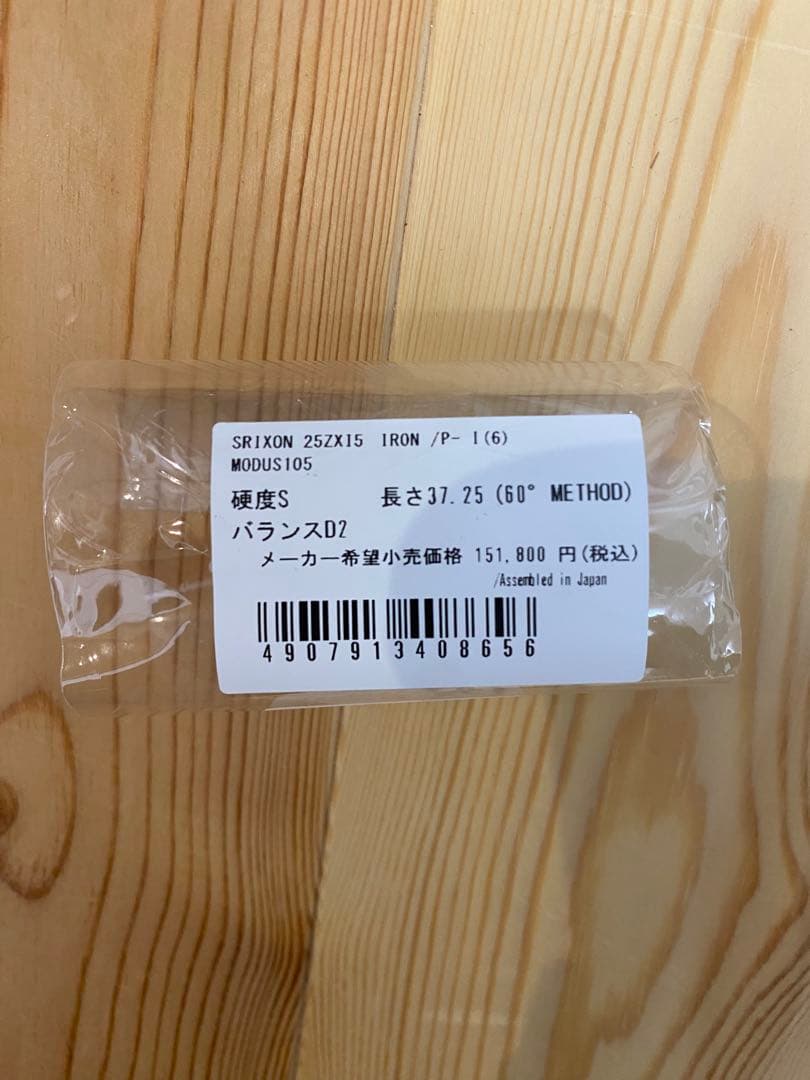 SRIXON 25ZXI5 IRON /P- I(6)
MODUS105
硬度S 長さ37.25 (60° METHOD)
バランスD2
メーカー希望小売価格 151,800 円(税込)
/Assembled in Japan
4907913408656